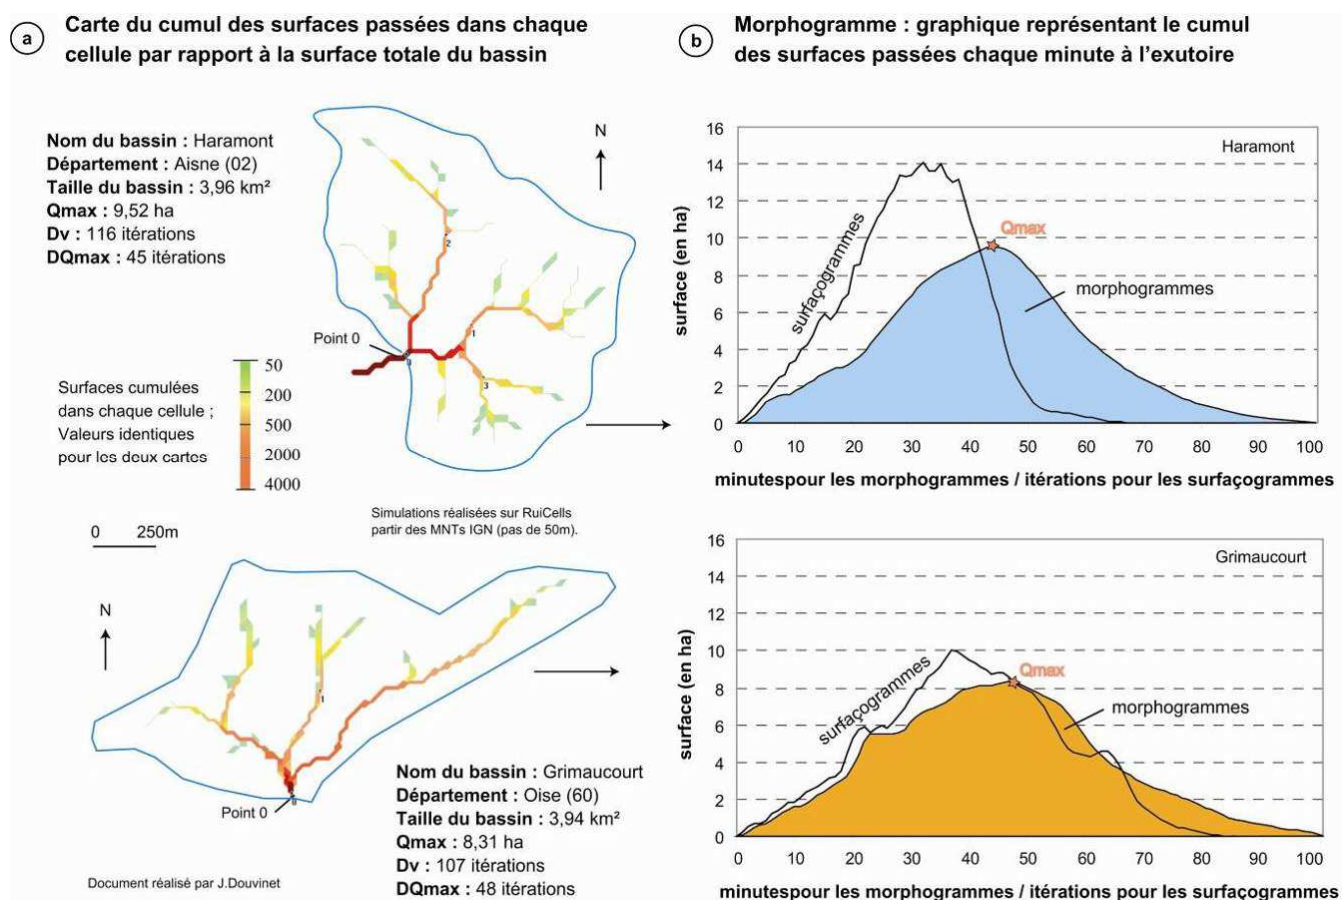 a
Carte du cumul des surfaces passées dans chaque
cellule par rapport à la surface totale du bassin
Nom du bassin : Haramont
Département : Aisne (02)
Taille du bassin : 3,96 km²
Qmax : 9,52 ha
Dv : 116 itérations
DQmax : 45 itérations
N
2
1
3
Point 0
Surfaces cumulées
dans chaque cellule ;
Valeurs identiques
pour les deux cartes
50
200
500
2000
4000
Simulations réalisées sur RuiCells
partir des MNTs IGN (pas de 50m).
0 250m
N
1
Point 0
Nom du bassin : Grimaucourt
Département : Oise (60)
Taille du bassin : 3,94 km²
Qmax : 8,31 ha
Dv : 107 itérations
DQmax : 48 itérations
Document réalisé par J.Douvinet
b
Morphogramme : graphique représentant le cumul
des surfaces passées chaque minute à l'exutoire
surface (en ha)
16
14
12
10
8
6
4
2
0
Haramont
surfaçogrammes
Qmax
morphogrammes
0 10 20 30 40 50 60 70 80 90 100
minutespour les morphogrammes / itérations pour les surfaçogrammes
surface (en ha)
16
14
12
10
8
6
4
2
0
Grimaucourt
surfaçogrammes
Qmax
morphogrammes
0 10 20 30 40 50 60 70 80 90 100
minutespour les morphogrammes / itérations pour les surfaçogrammes